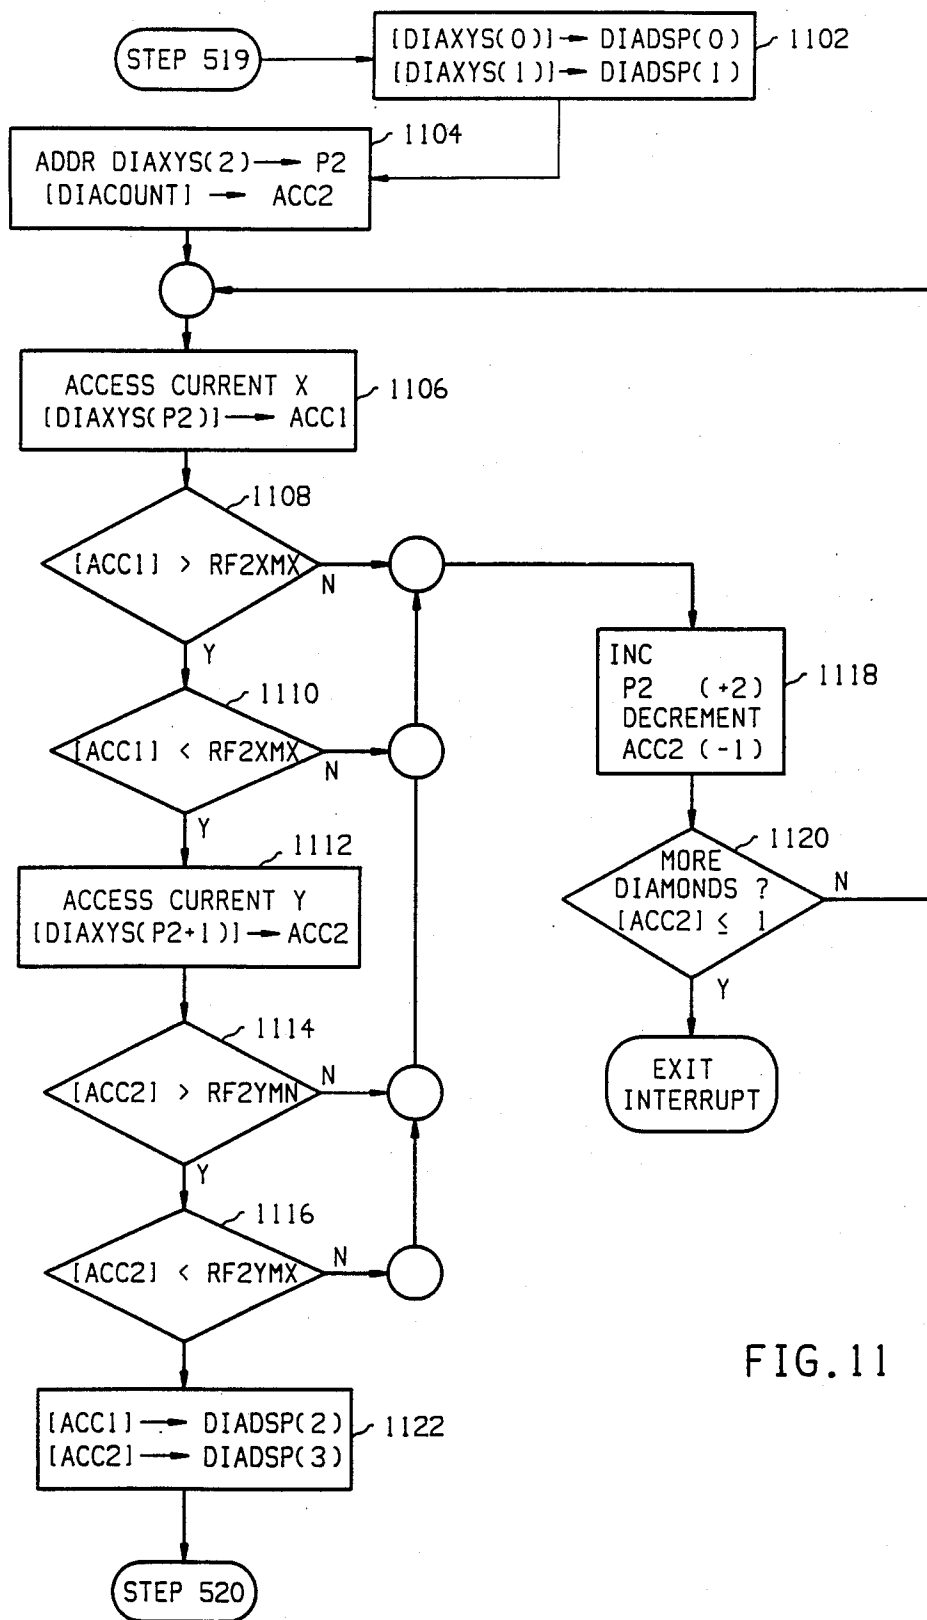 STEP 519
[DIAXYS(0)] → DIADSP(0)
[DIAXYS(1)] → DIADSP(1)
1102
1104
ADDR DIAXYS(2) → P2
[DIACOUNT] → ACC2
ACCESS CURRENT X
[DIAXYS(P2)] → ACC1
1106
1108
[ACC1] > RF2XMX
N
Y
1110
[ACC1] < RF2XMX
N
Y
1112
ACCESS CURRENT Y
[DIAXYS(P2+1)] → ACC2
1114
[ACC2] > RF2YMN
N
Y
1116
[ACC2] < RF2YMX
N
[ACC1] → DIADSP(2)
[ACC2] → DIADSP(3)
1122
STEP 520
INC
P2 (+2)
DECREMENT
ACC2 (-1)
1118
1120
MORE
DIAMONDS ?
[ACC2] ≤ 1
N
Y
EXIT
INTERRUPT
FIG.11